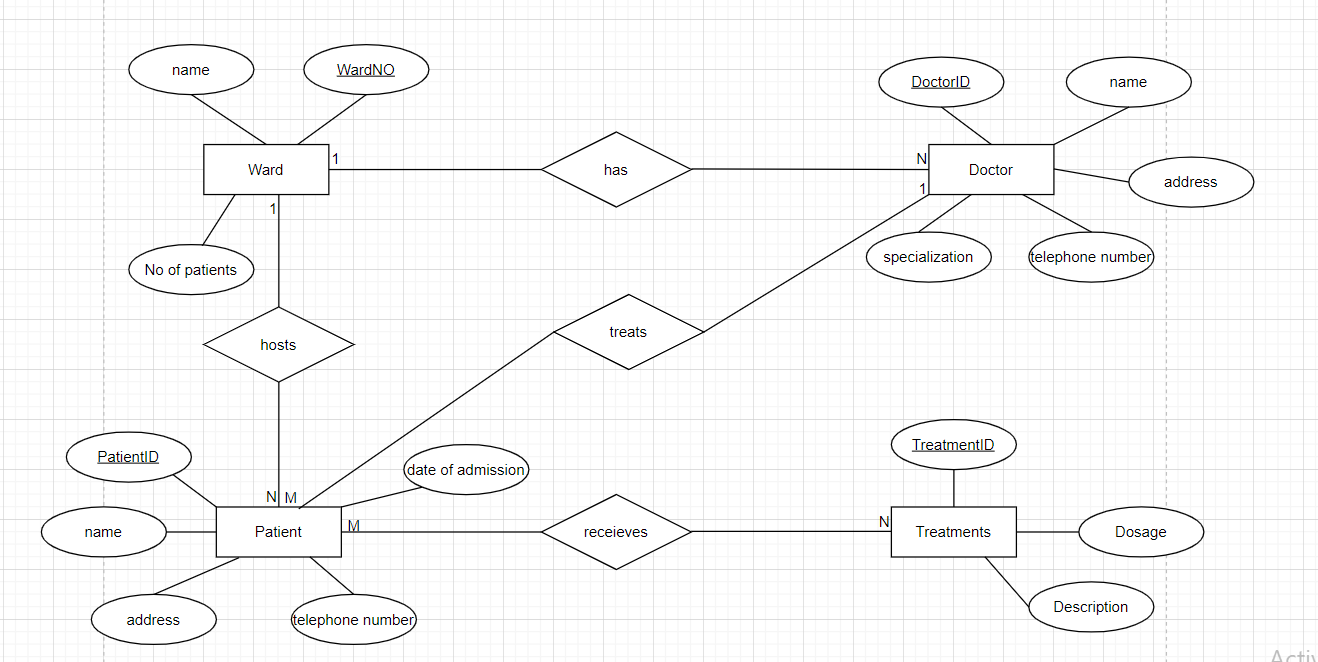 name
WardNO
DoctorID
name
Ward
1
has
N
Doctor
address
1
1
No of patients
specialization
telephone number
hosts
treats
PatientID
date of admission
TreatmentID
N
M
name
Patient
M
receieves
N
Treatments
Dosage
address
telephone number
Description
Activ